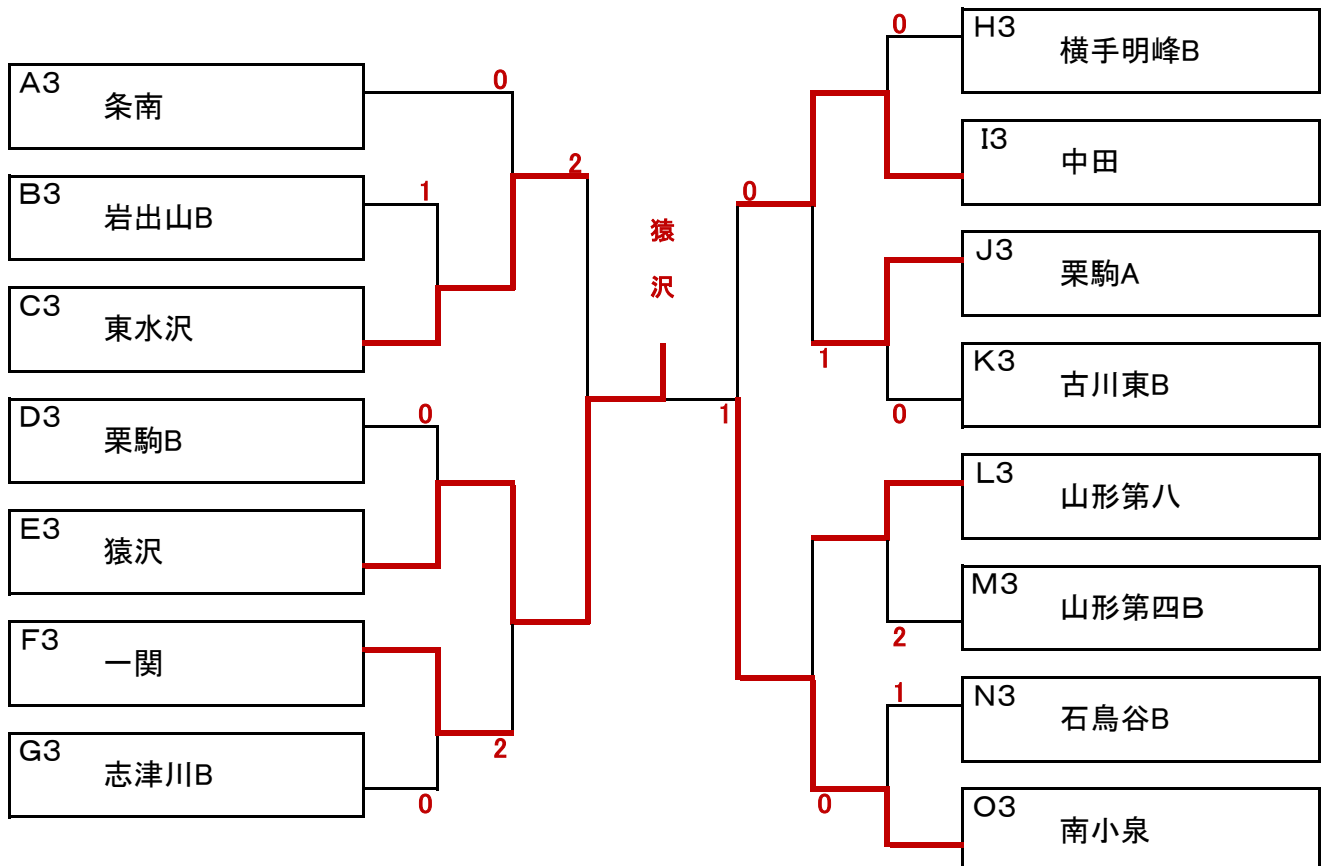 A3 条南
B3 岩出山B
C3 東水沢
D3 栗駒B
E3 猿沢
F3 一関
G3 志津川B
0
1
2
0
2
0
猿
沢
0
0
1
0
1
2
1
0
H3 横手明峰B
I3 中田
J3 栗駒A
K3 古川東B
L3 山形第八
M3 山形第四B
N3 石鳥谷B
O3 南小泉